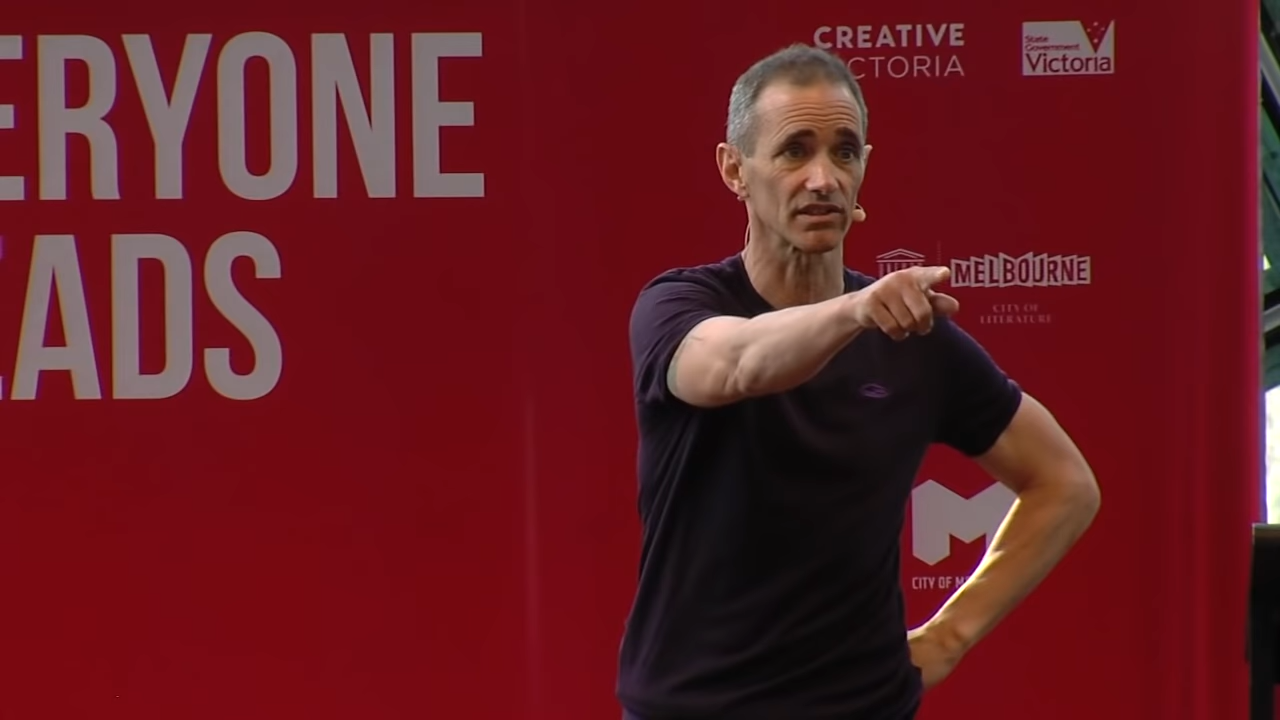 ERYONE
EADS
CREATIVE
CTORIA
State
Government
Victoria
MELBOURNE
CITY OF
LITERATURE
M
CITY OF M